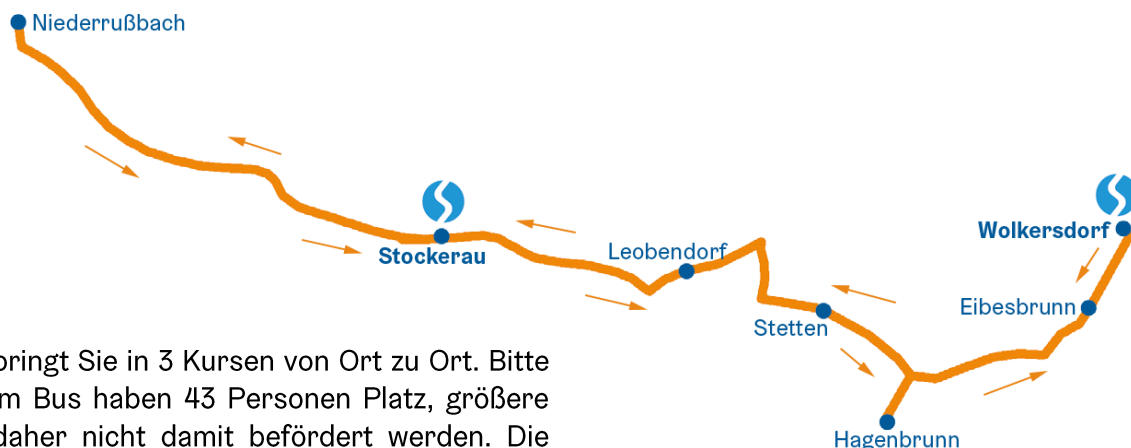 Niederrußbach
Stockerau
Leobendorf
Wolkersdorf
Eibesbrunn
Stetten
Hagenbrunn
bringt Sie in 3 Kursen von Ort zu Ort. Bitte
m Bus haben 43 Personen Platz, größere
daher nicht damit befördert werden. Die